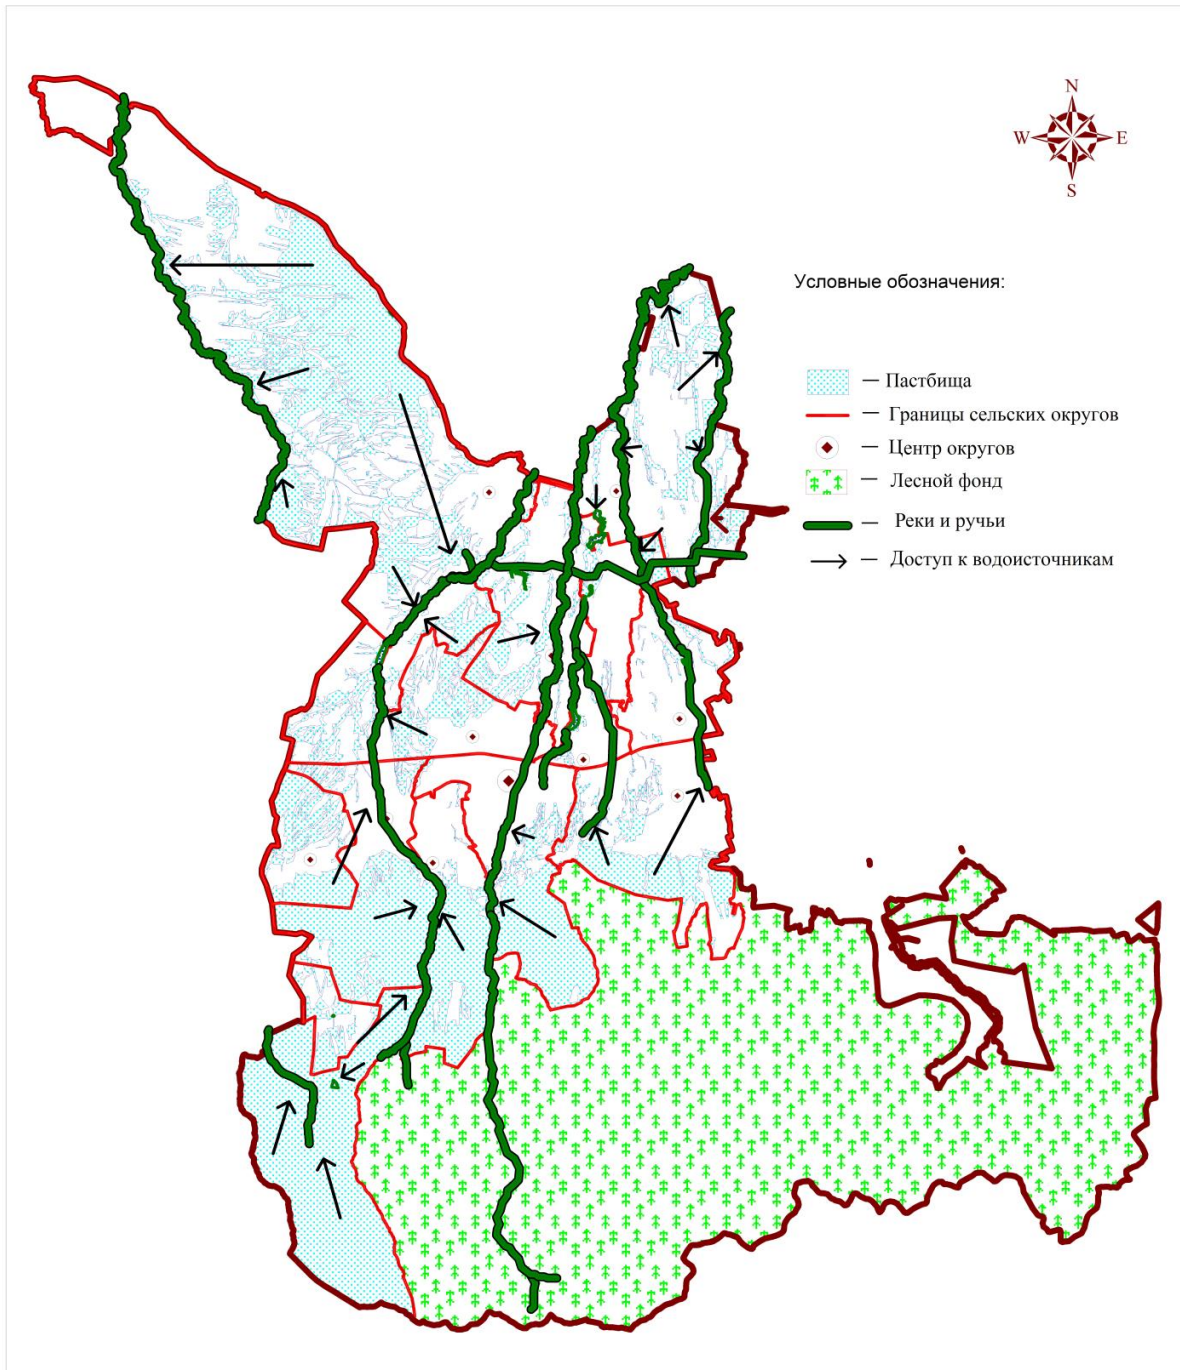 N
W E
S
Условные обозначения:
— Пастбища
— Границы сельских округов
— Центр округов
— Лесной фонд
— Реки и ручьи
— Доступ к водоисточникам